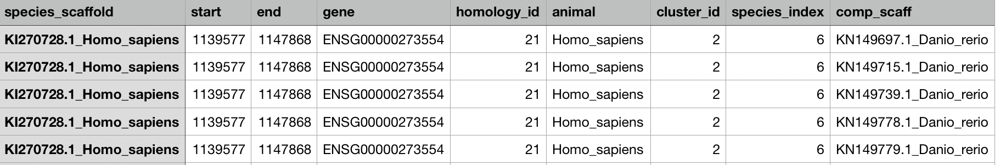 species_scaffold start end gene homology_id animal cluster_id species_index comp_scaff
KI270728.1_Homo_sapiens 1139577 1147868 ENSG00000273554 21 Homo_sapiens 2 6 KN149697.1_Danio_rerio
KI270728.1_Homo_sapiens 1139577 1147868 ENSG00000273554 21 Homo_sapiens 2 6 KN149715.1_Danio_rerio
KI270728.1_Homo_sapiens 1139577 1147868 ENSG00000273554 21 Homo_sapiens 2 6 KN149739.1_Danio_rerio
KI270728.1_Homo_sapiens 1139577 1147868 ENSG00000273554 21 Homo_sapiens 2 6 KN149778.1_Danio_rerio
KI270728.1_Homo_sapiens 1139577 1147868 ENSG00000273554 21 Homo_sapiens 2 6 KN149779.1_Danio_rerio